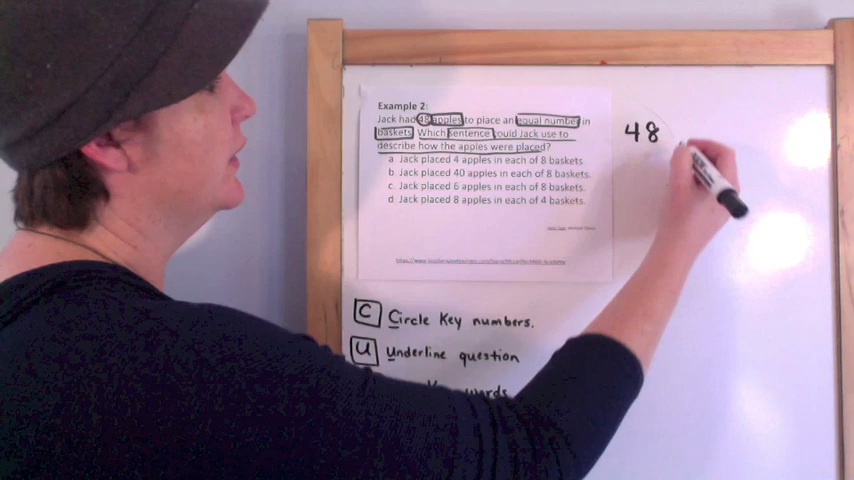 Example 2:
Jack had 48 apples to place an equal number in
baskets. Which sentence could Jack use to
describe how the apples were placed?
a Jack placed 4 apples in each of 8 baskets.
b. Jack placed 40 apples in each of 8 baskets.
c. Jack placed 6 apples in each of 8 baskets.
d Jack placed 8 apples in each of 4 baskets.
48
C Circle Key numbers.
U Underline question
words